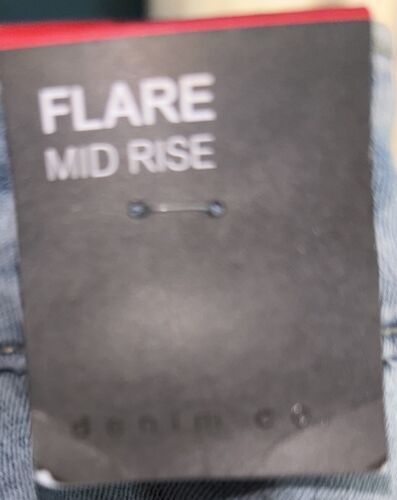 FLARE
MID RISE
denim co.